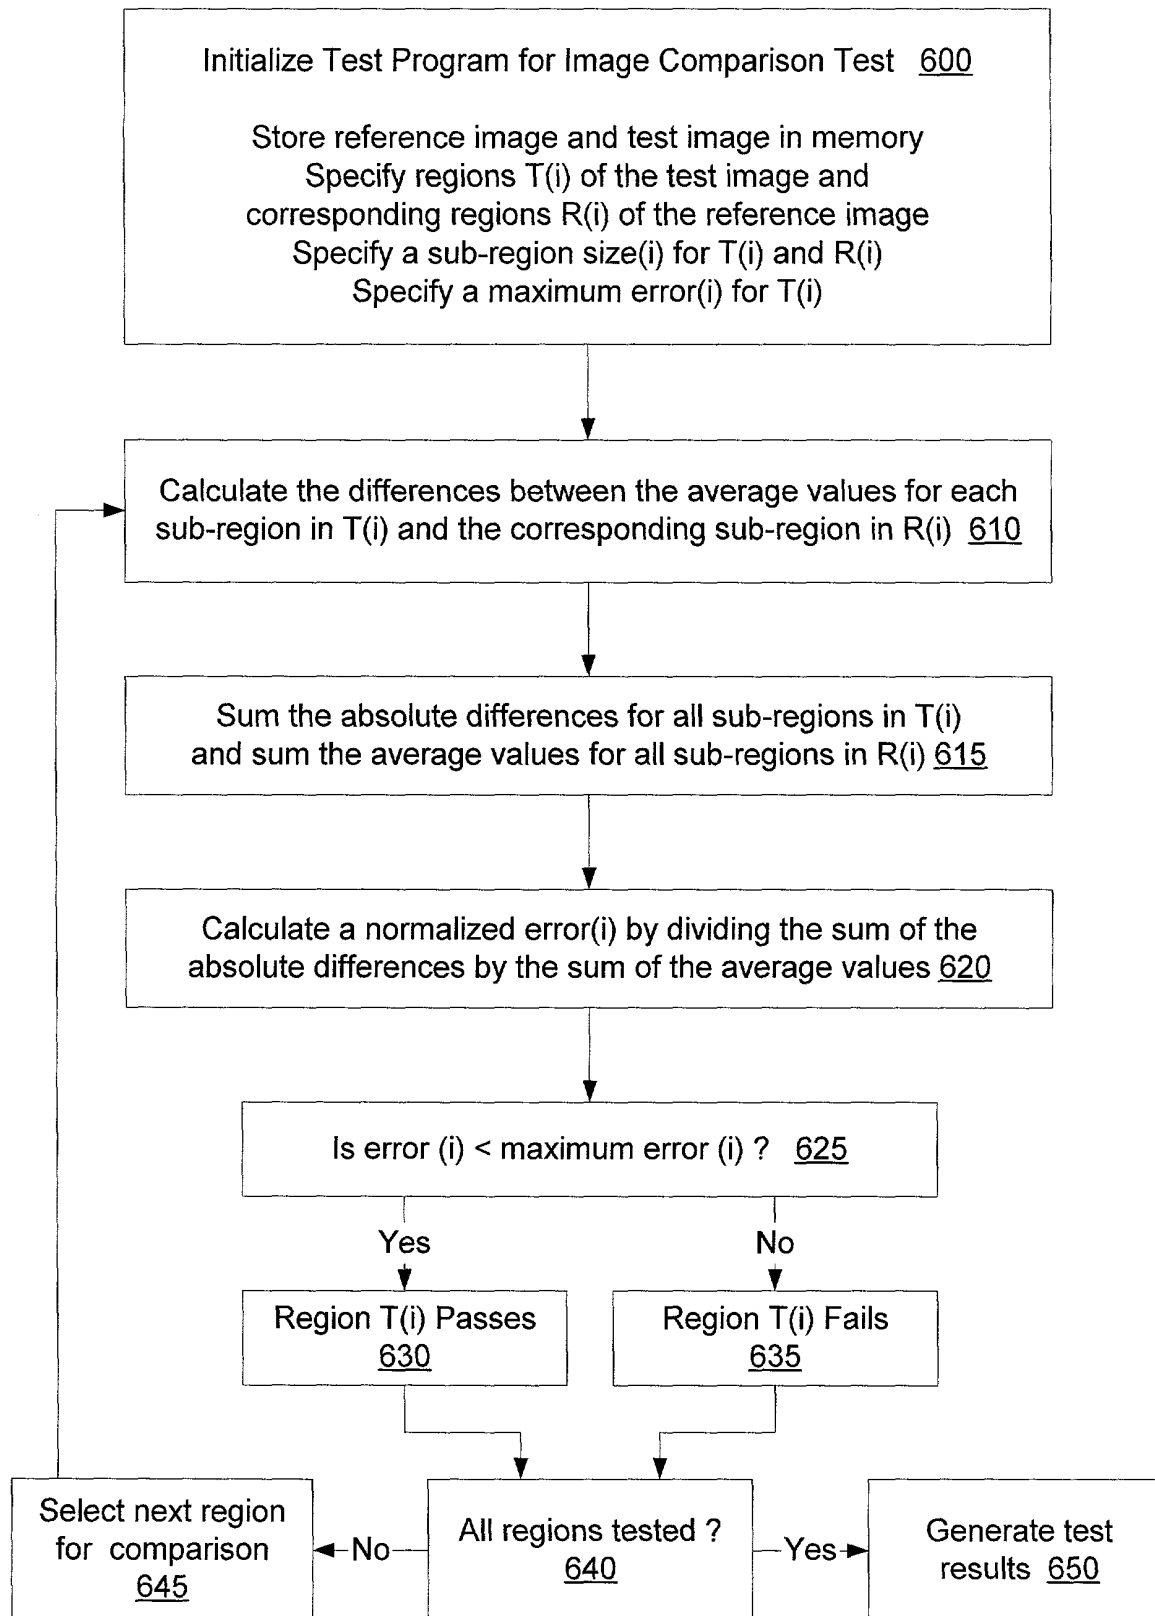 Initialize Test Program for Image Comparison Test 600
Store reference image and test image in memory
Specify regions T(i) of the test image and
corresponding regions R(i) of the reference image
Specify a sub-region size(i) for T(i) and R(i)
Specify a maximum error(i) for T(i)
Calculate the differences between the average values for each
sub-region in T(i) and the corresponding sub-region in R(i) 610
Sum the absolute differences for all sub-regions in T(i)
and sum the average values for all sub-regions in R(i) 615
Calculate a normalized error(i) by dividing the sum of the
absolute differences by the sum of the average values 620
Is error (i) < maximum error (i) ? 625
Yes
No
Region T(i) Passes
630
Region T(i) Fails
635
Select next region
for comparison
645
No
All regions tested ?
640
Yes
Generate test
results 650